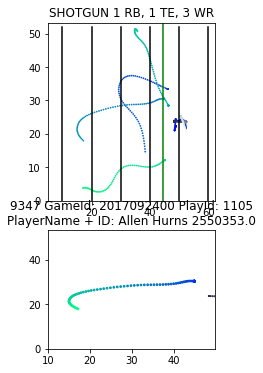 SHOTGUN 1 RB, 1 TE, 3 WR
50
40
30
20
10
0
20 40 60
9347 GameId: 2017092400 PlayId: 1105
PlayerName + ID: Allen Hurns 2550353.0
40
20
0
10 20 30 40